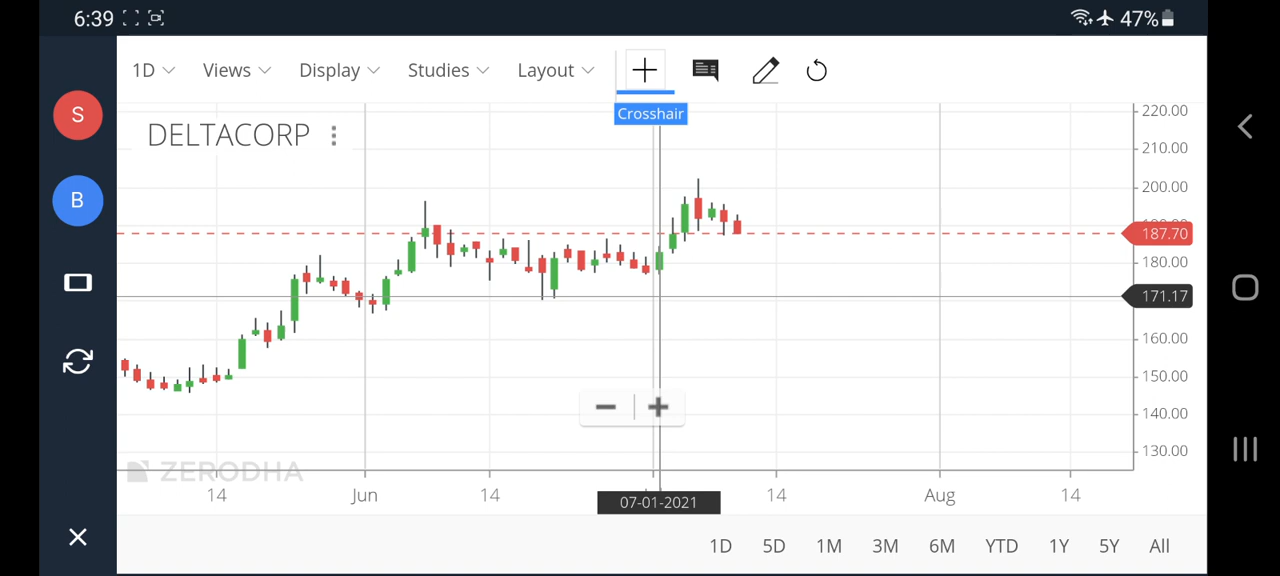 6:39 47%
1D Views Display Studies Layout
Crosshair
S
B
DELTACORP
220.00
210.00
200.00
187.70
180.00
171.17
160.00
150.00
140.00
130.00
ZERODHA
14 Jun 14 07-01-2021 14 Aug 14
1D 5D 1M 3M 6M YTD 1Y 5Y All